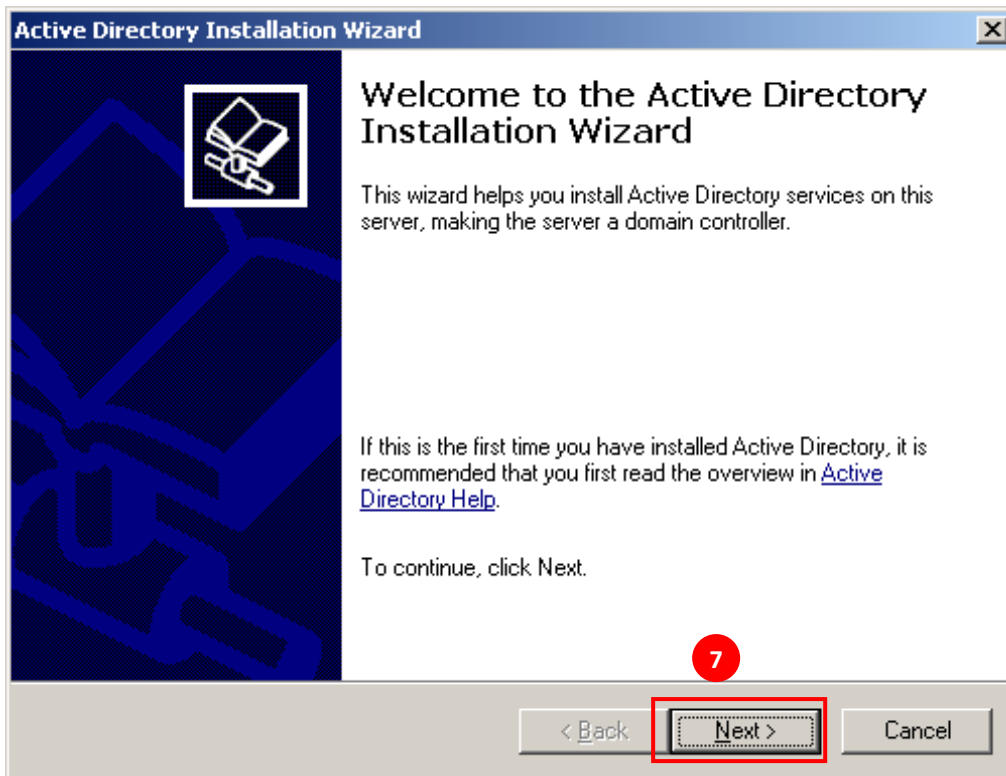 Active Directory Installation Wizard
Welcome to the Active Directory
Installation Wizard
This wizard helps you install Active Directory services on this
server, making the server a domain controller.
If this is the first time you have installed Active Directory, it is
recommended that you first read the overview in Active
Directory Help.
To continue, click Next.
7
< Back
Next >
Cancel